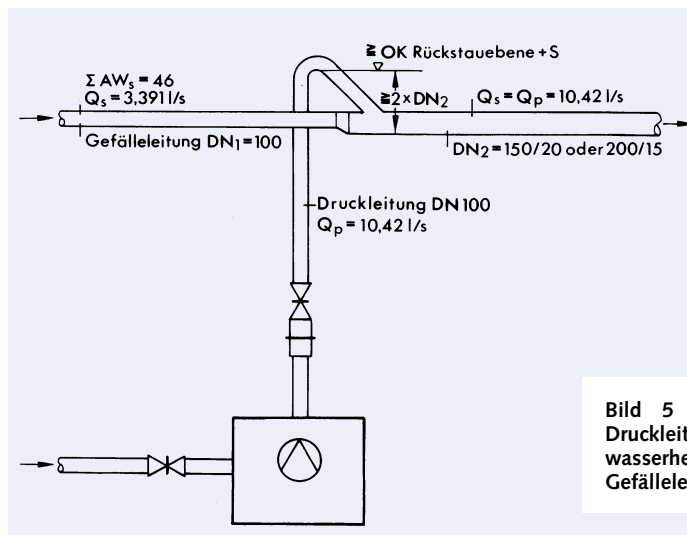 ≧ OK Rückstauebene + S
Σ AWs = 46
Qs = 3,391 l/s
≧ 2 x DN2
Qs = Qp = 10,42 l/s
Gefälleleitung DN1 = 100
DN2 = 150/20 oder 200/15
Druckleitung DN 100
Qp = 10,42 l/s
Bild 5
Druckleit
wasserhe
Gefällele